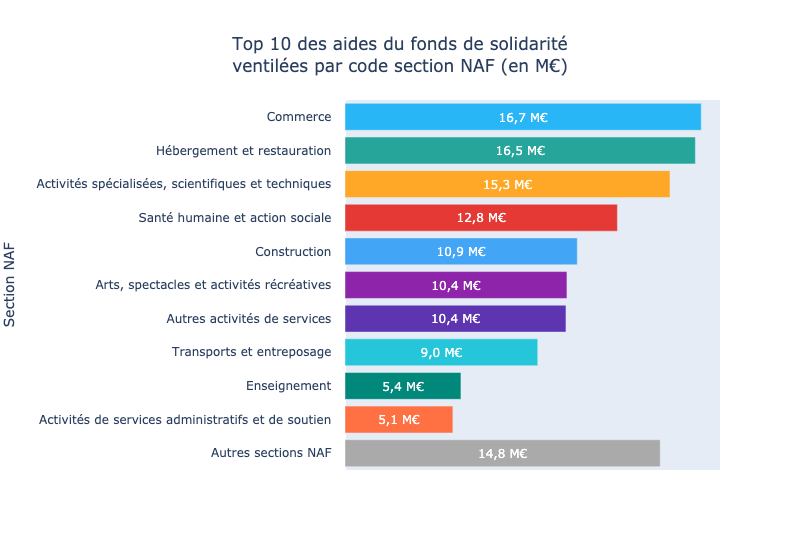 Top 10 des aides du fonds de solidarité
ventilées par code section NAF (en M€)
Section NAF
Commerce 16,7 M€
Hébergement et restauration 16,5 M€
Activités spécialisées, scientifiques et techniques 15,3 M€
Santé humaine et action sociale 12,8 M€
Construction 10,9 M€
Arts, spectacles et activités récréatives 10,4 M€
Autres activités de services 10,4 M€
Transports et entreposage 9,0 M€
Enseignement 5,4 M€
Activités de services administratifs et de soutien 5,1 M€
Autres sections NAF 14,8 M€